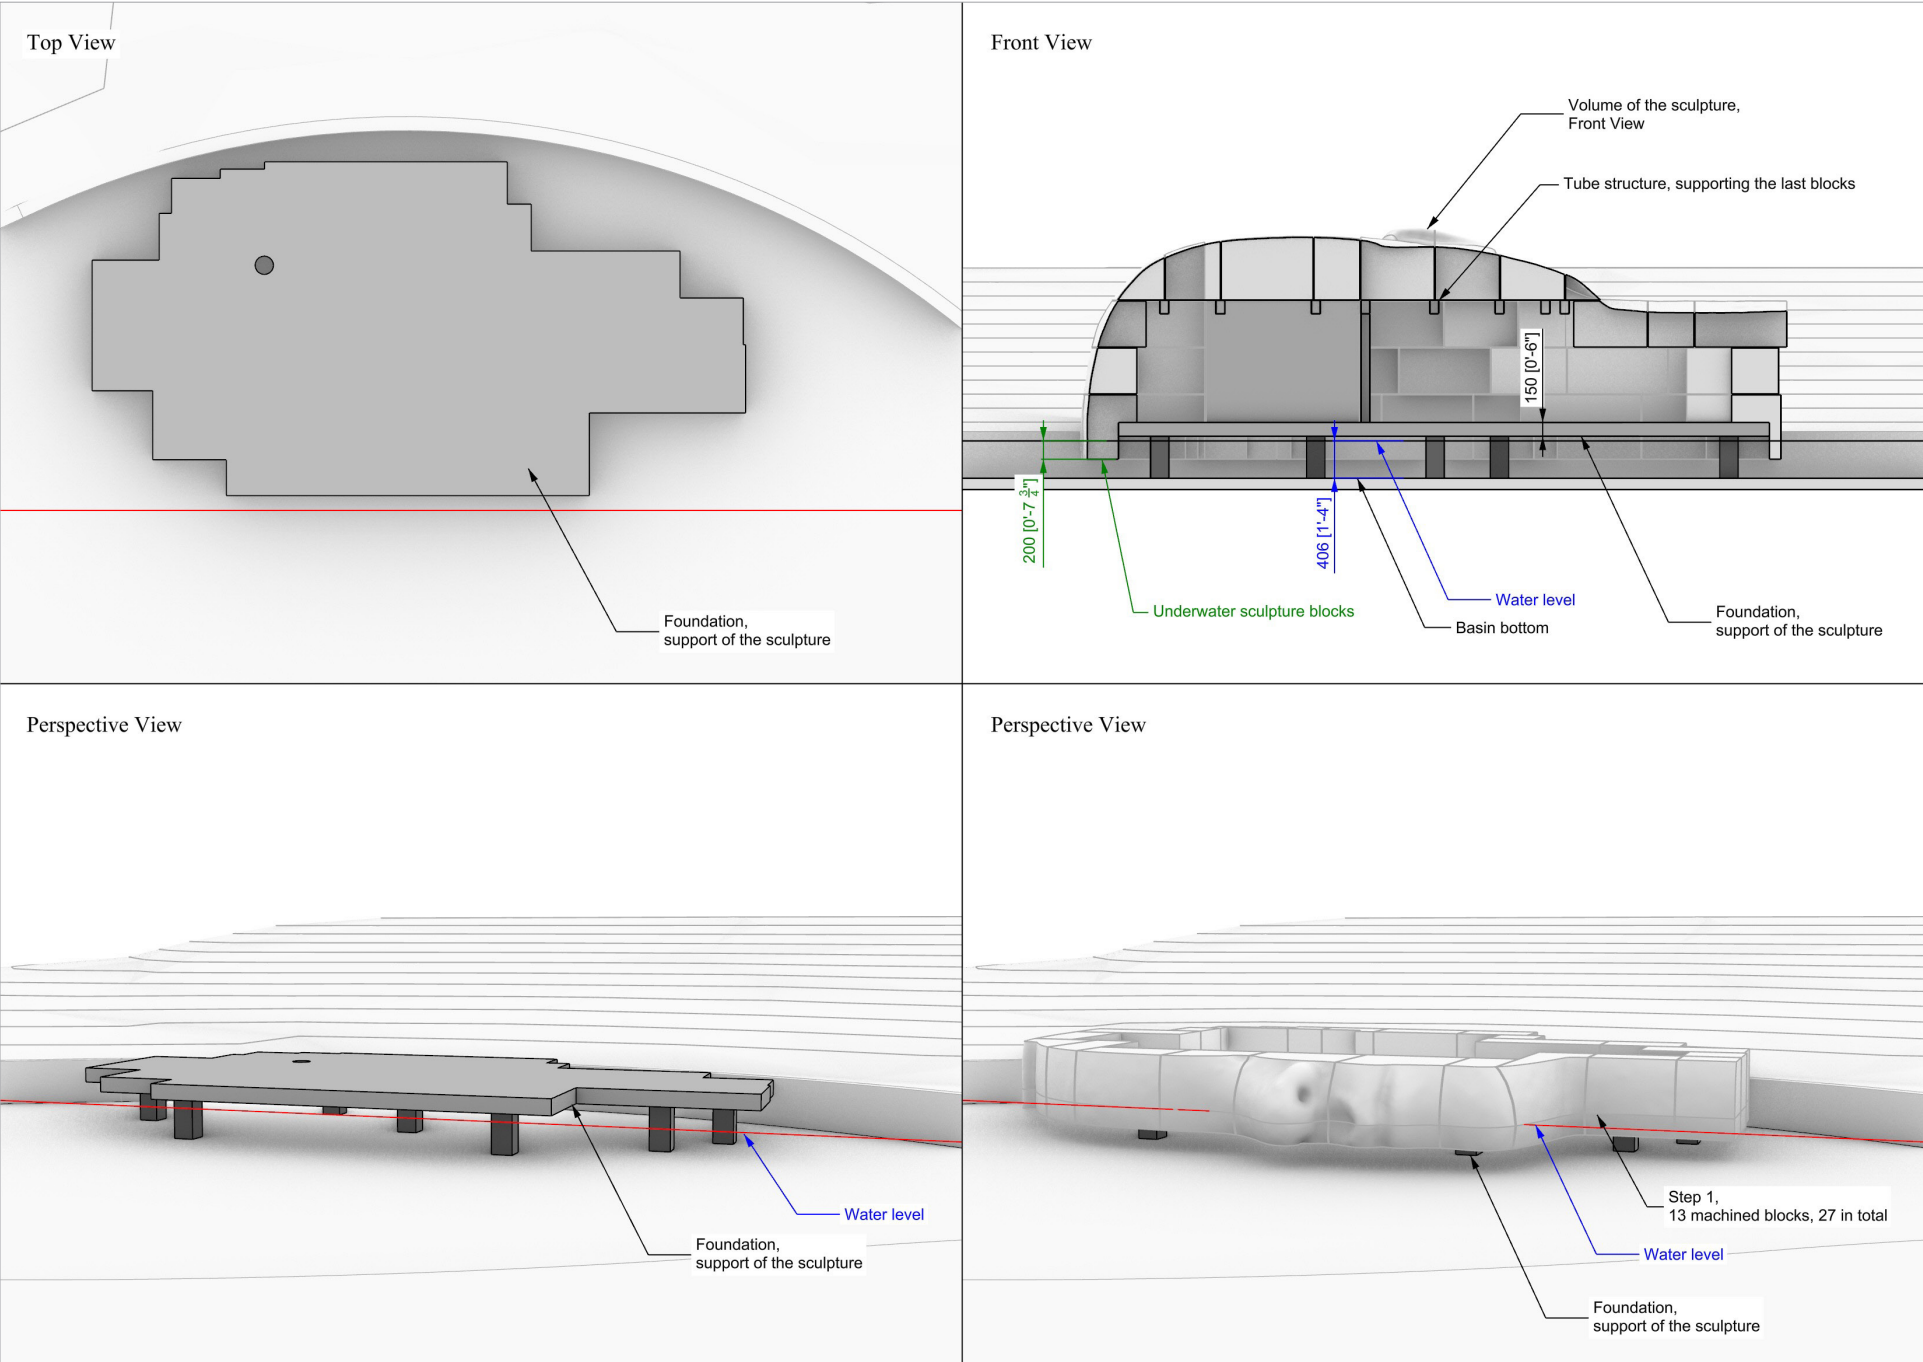 Top View
Foundation,
support of the sculpture
Front View
Volume of the sculpture,
Front View
Tube structure, supporting the last blocks
150 [0'-6"]
200 [0'-7 3/4"]
406 [1'-4"]
Underwater sculpture blocks
Water level
Basin bottom
Foundation,
support of the sculpture
Perspective View
Water level
Foundation,
support of the sculpture
Perspective View
Step 1,
13 machined blocks, 27 in total
Water level
Foundation,
support of the sculpture